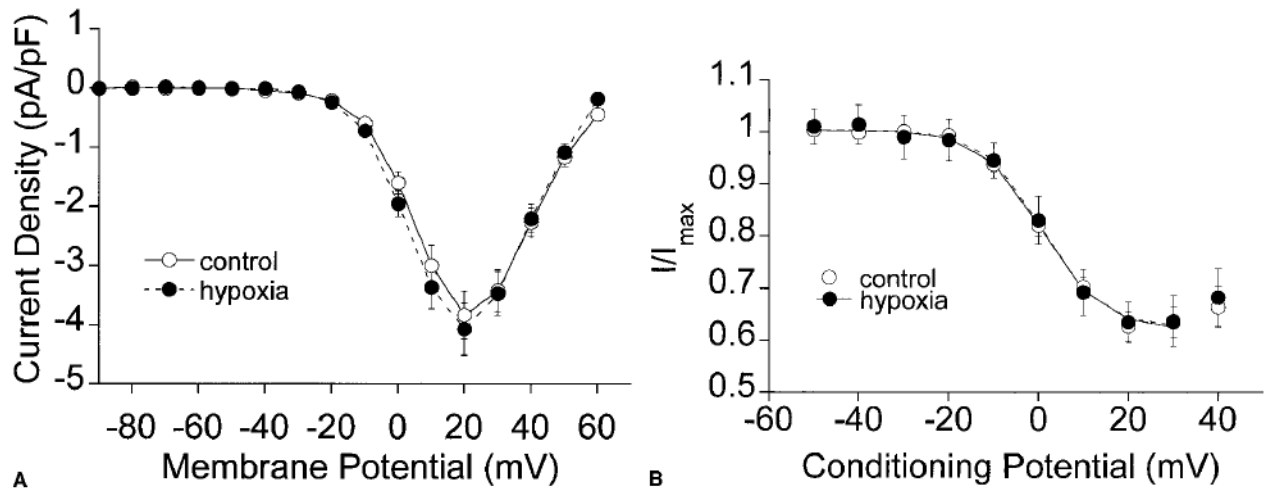 1
0
-1
-2
-3
-4
-5
Current Density (pA/pF)
control
hypoxia
-80 -60 -40 -20 0 20 40 60
Membrane Potential (mV)
A
1.1
1
0.9
0.8
0.7
0.6
0.5
I/Imax
control
hypoxia
-60 -40 -20 0 20 40
Conditioning Potential (mV)
B